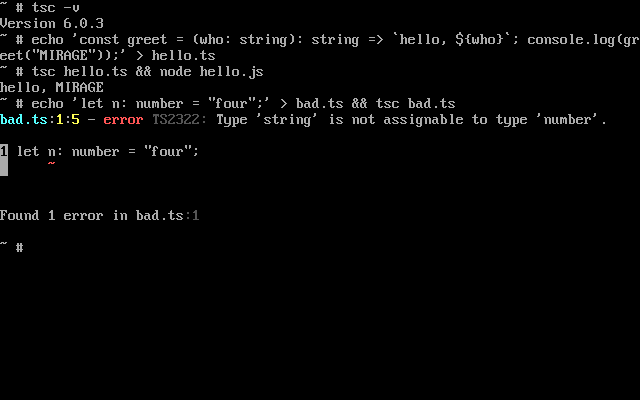 ~ # tsc -v
Version 6.0.3
~ # echo 'const greet = (who: string): string => `hello, ${who}`; console.log(gr
eet("MIRAGE"));' > hello.ts
~ # tsc hello.ts && node hello.js
hello, MIRAGE
~ # echo 'let n: number = "four";' > bad.ts && tsc bad.ts
bad.ts:1:5 - error TS2322: Type 'string' is not assignable to type 'number'.
1 let n: number = "four";
~
Found 1 error in bad.ts:1
~ #